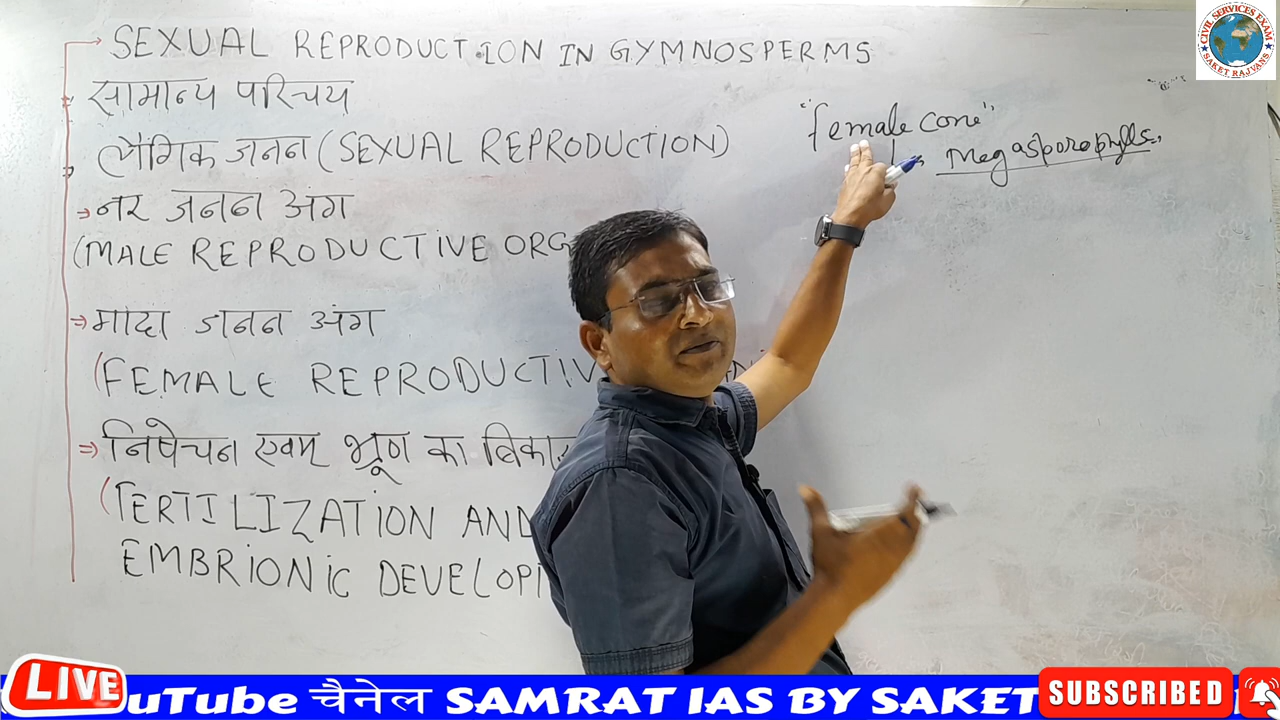 SEXUAL REPRODUCTION IN GYMNOSPERMS
सामान्य परिचय
लैंगिक जनन (SEXUAL REPRODUCTION)
⇒ नर जनन अंग
(MALE REPRODUCTIVE ORG
⇒ मादा जनन अंग
(FEMALE REPRODUCTIV
⇒ निषेचन एवम् भ्रूण का विका
(FERTILIZATION AND
EMBRIONIC DEVELOP
"female cone"
Megasporophylls
CIVIL SERVICES EXAM
SAKET RAJVANS
LIVE
uTube चैनेल SAMRAT IAS BY SAKET
SUBSCRIBED